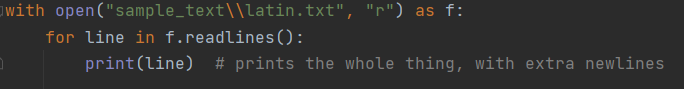 with open("sample_text\\latin.txt", "r") as f:
    for line in f.readlines():
        print(line)  # prints the whole thing, with extra newlines